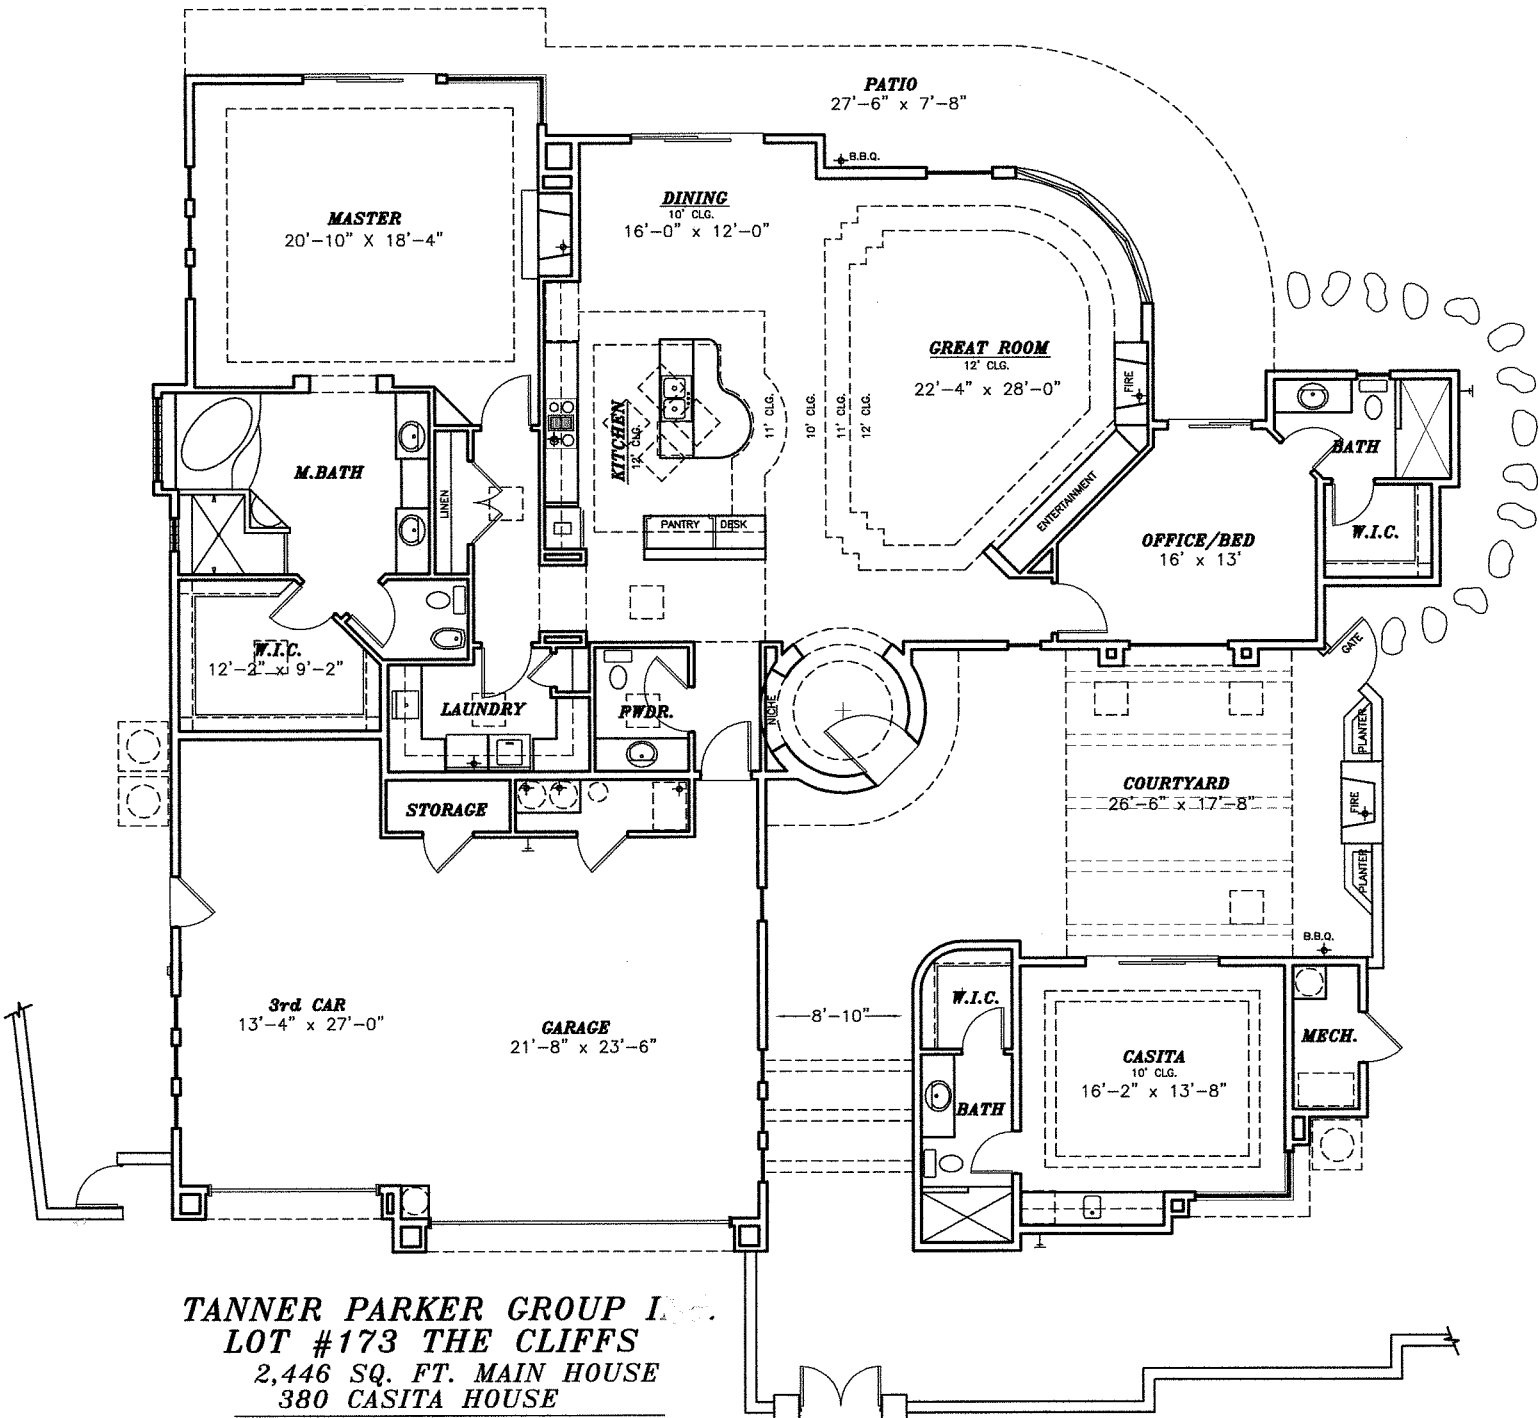 PATIO
27'-6" x 7'-8"
B.B.Q.
MASTER
20'-10" X 18'-4"
DINING
10' CLG.
16'-0" x 12'-0"
GREAT ROOM
12' CLG.
22'-4" x 28'-0"
FIRE
KITCHEN
12' CLG.
11' CLG.
10' CLG.
11' CLG.
12' CLG.
BATH
M.BATH
LINEN
ENTERTAINMENT
PANTRY
DESK
W.I.C.
OFFICE/BED
16' x 13'
W.I.C.
12'-2" x 9'-2"
GATE
LAUNDRY
PWDR.
NICHE
PLANTER
COURTYARD
26'-6" x 17'-8"
FIRE
STORAGE
PLANTER
B.B.Q.
3rd CAR
13'-4" x 27'-0"
GARAGE
21'-8" x 23'-6"
8'-10"
W.I.C.
CASITA
10' CLG.
16'-2" x 13'-8"
MECH.
BATH
TANNER PARKER GROUP
LOT #173 THE CLIFFS
2,446 SQ. FT. MAIN HOUSE
380 CASITA HOUSE